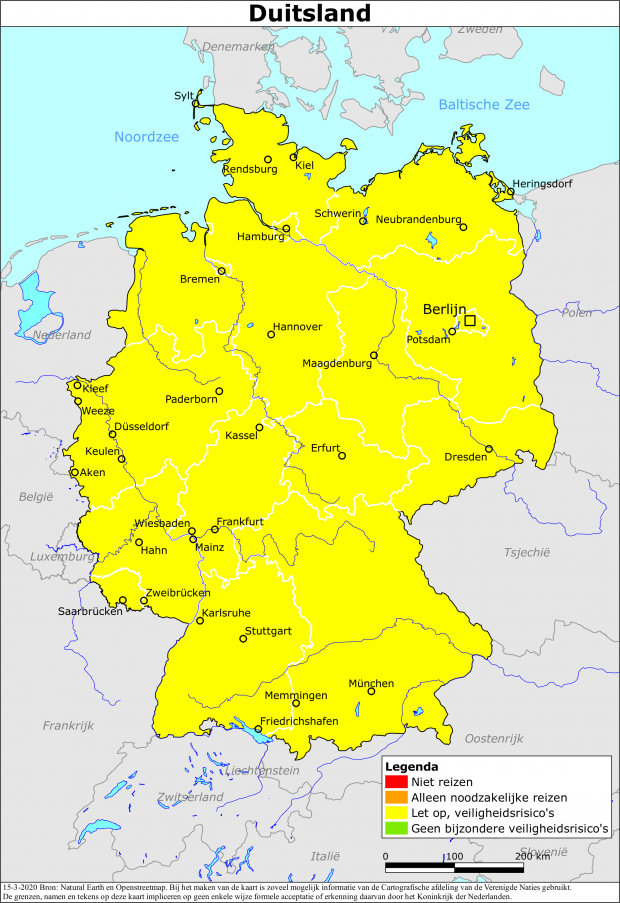 Duitsland
Denemarken
Zweden
Sylt
Baltische Zee
Noordzee
Kiel
Rendsburg
Heringsdorf
Schwerin
Neubrandenburg
Hamburg
Bremen
Berlijn
Polen
Hannover
Potsdam
Nederland
Maagdenburg
Kleef
Paderborn
Weeze
Düsseldorf
Kassel
Keulen
Erfurt
Dresden
Aken
België
Wiesbaden
Frankfurt
Mainz
Hahn
Luxemburg
Tsjechië
Zweibrücken
Saarbrücken
Karlsruhe
Stuttgart
München
Memmingen
Friedrichshafen
Frankrijk
Oostenrijk
Liechtenstein
Zwitserland
Italië
Slovenië
Legenda
Niet reizen
Alleen noodzakelijke reizen
Let op, veiligheidsrisico's
Geen bijzondere veiligheidsrisico's
0 100 200 km
15-3-2020 Bron: Natural Earth en Openstreetmap. Bij het maken van de kaart is zoveel mogelijk informatie van de Cartografische afdeling van de Verenigde Naties gebruikt.
De grenzen, namen en tekens op deze kaart impliceren op geen enkele wijze formele acceptatie of erkenning daarvan door het Koninkrijk der Nederlanden.